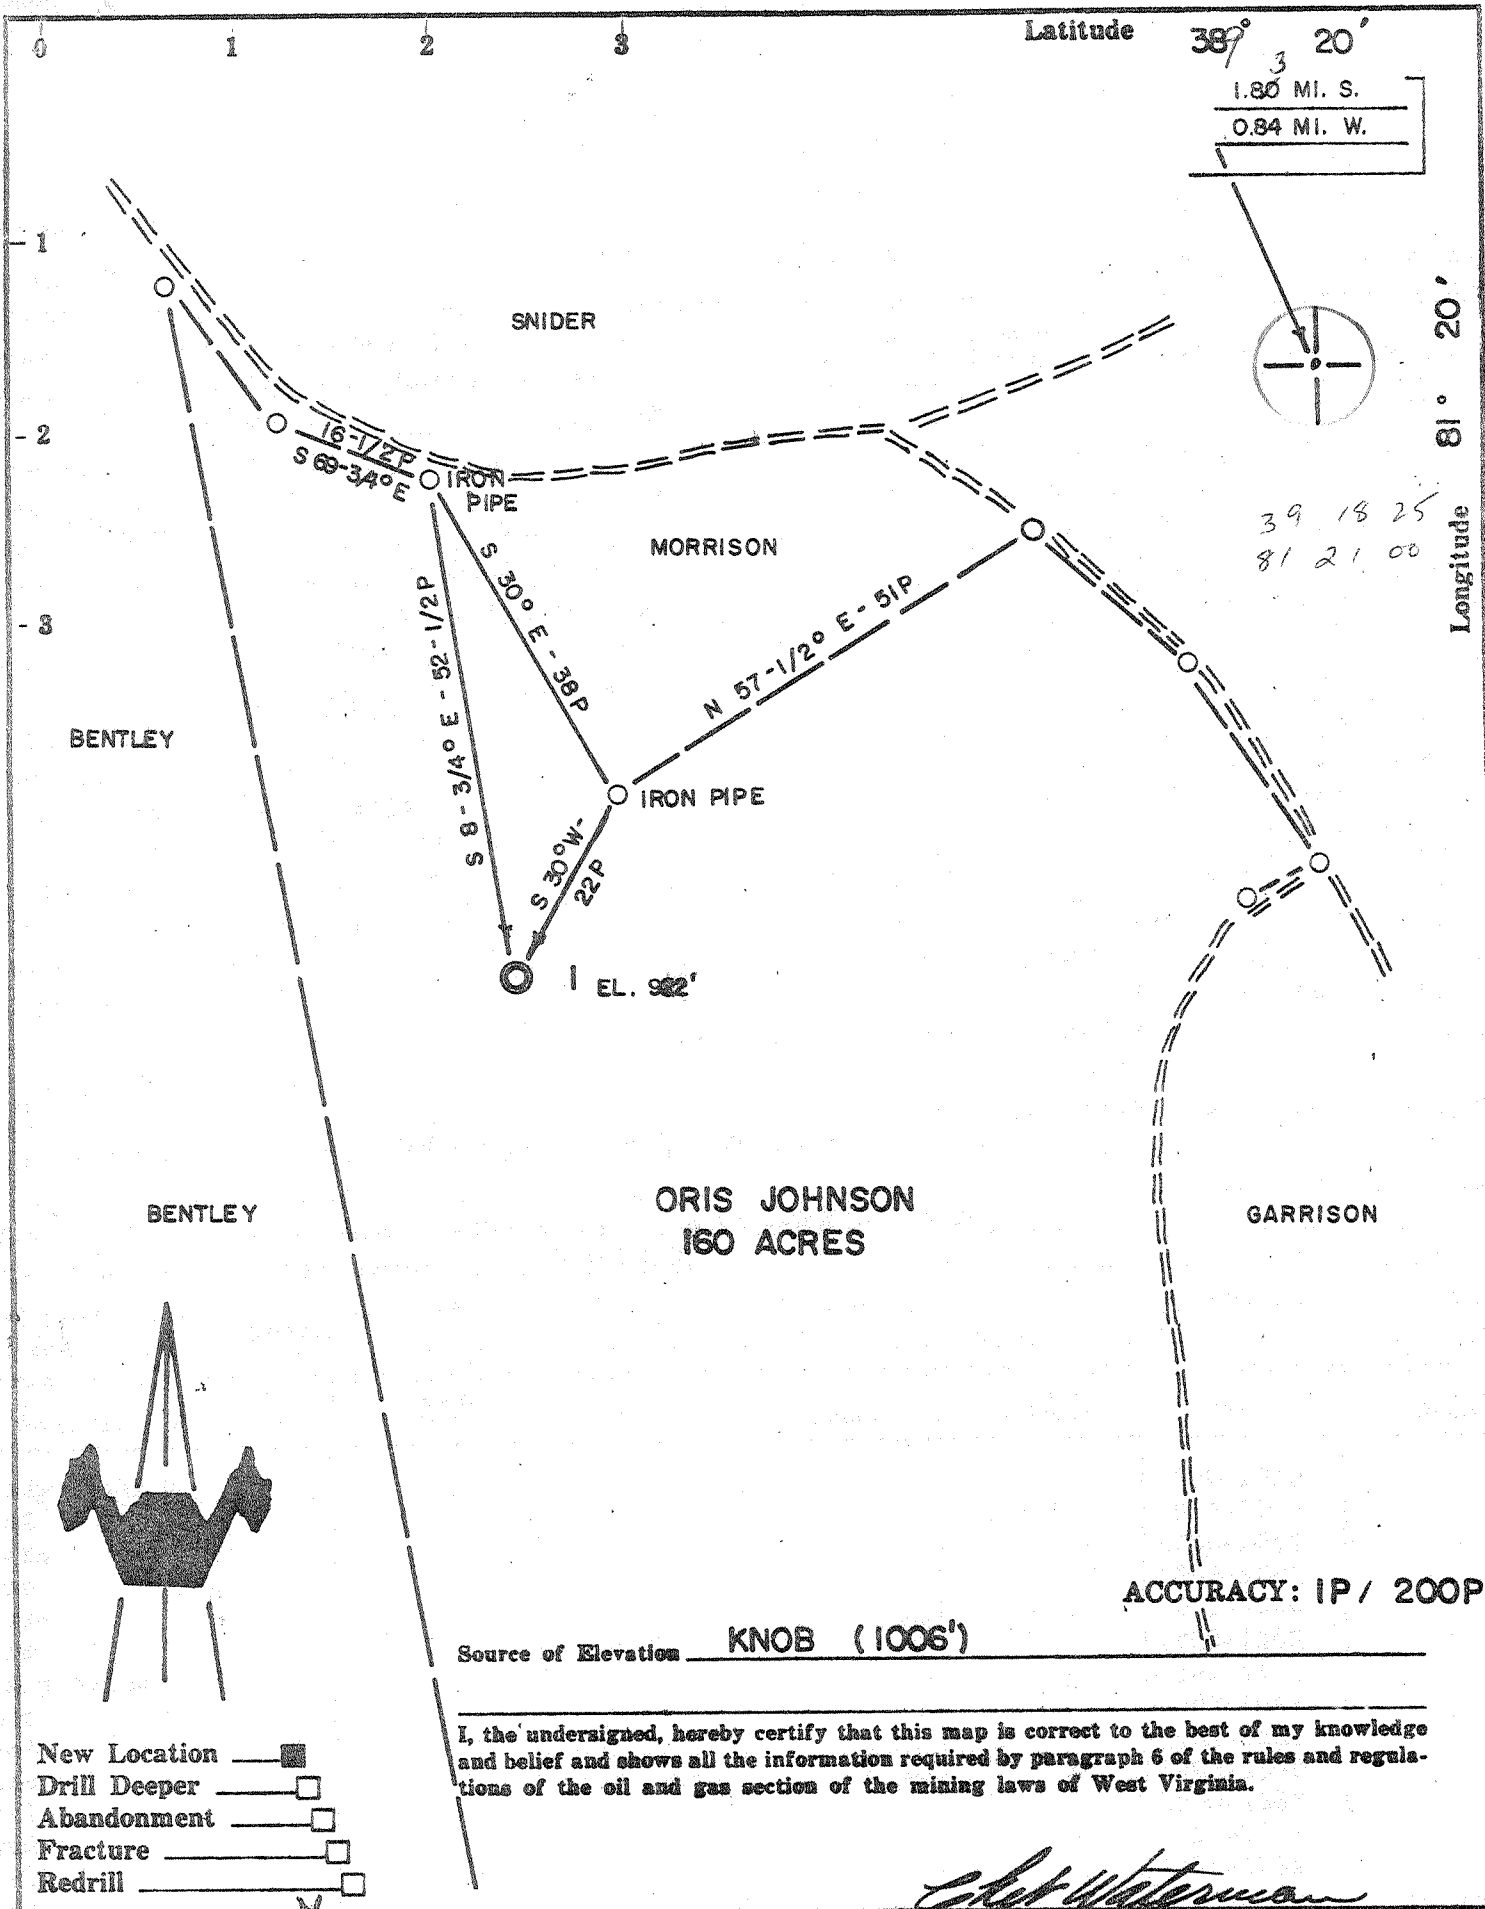 0 1 2 3 Latitude 39° 20'
3
1.80 MI. S.
0.84 MI. W.
- 1
SNIDER
81° 20'
Longitude
- 2
16-1/2P
S 69-3/4° E
IRON
PIPE
39 18 25
81 21 00
MORRISON
S 30° E - 38P
S 8 - 3/4° E - 52-1/2P
N 57-1/2° E - 51P
- 3
BENTLEY
IRON PIPE
S 30° W-
22P
1 EL.
BENTLEY
ORIS JOHNSON
160 ACRES
GARRISON
ACCURACY: 1P / 200P
Source of Elevation KNOB (1006')
I, the undersigned, hereby certify that this map is correct to the best of my knowledge
and belief and shows all the information required by paragraph 6 of the rules and regula-
tions of the oil and gas section of the mining laws of West Virginia.
New Location
Drill Deeper
Abandonment
Fracture
Redrill
Chet Waterman